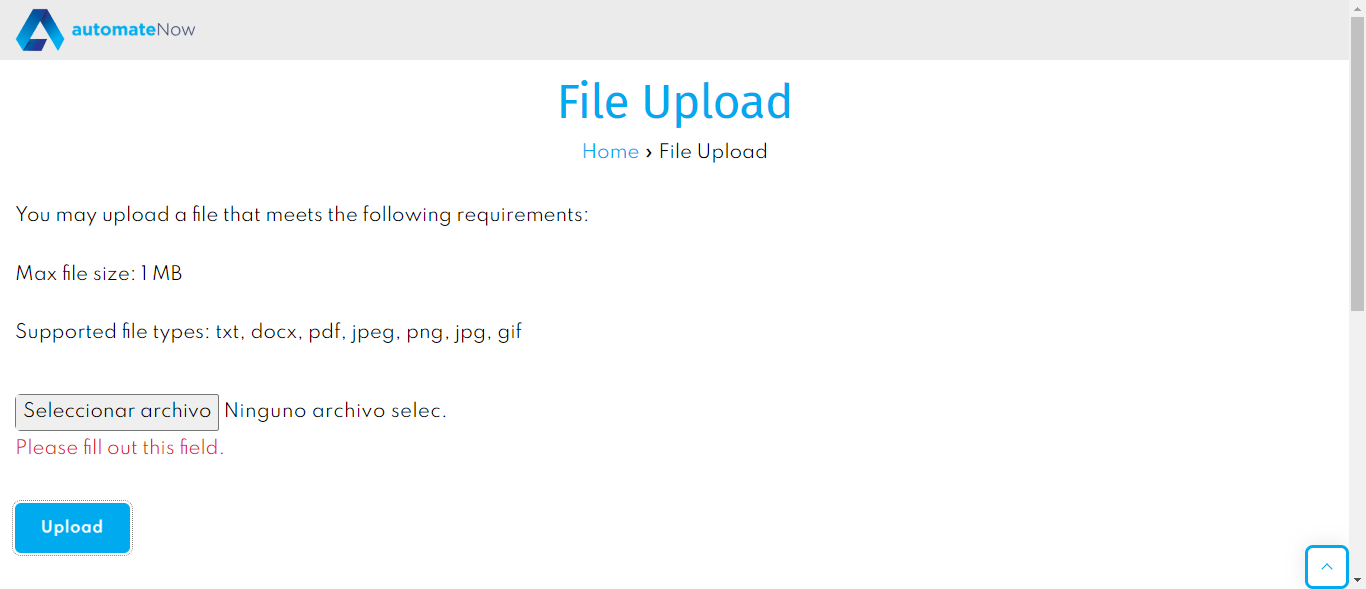 automateNow
File Upload
Home › File Upload
You may upload a file that meets the following requirements:
Max file size: 1 MB
Supported file types: txt, docx, pdf, jpeg, png, jpg, gif
Seleccionar archivo Ninguno archivo selec.
Please fill out this field.
Upload